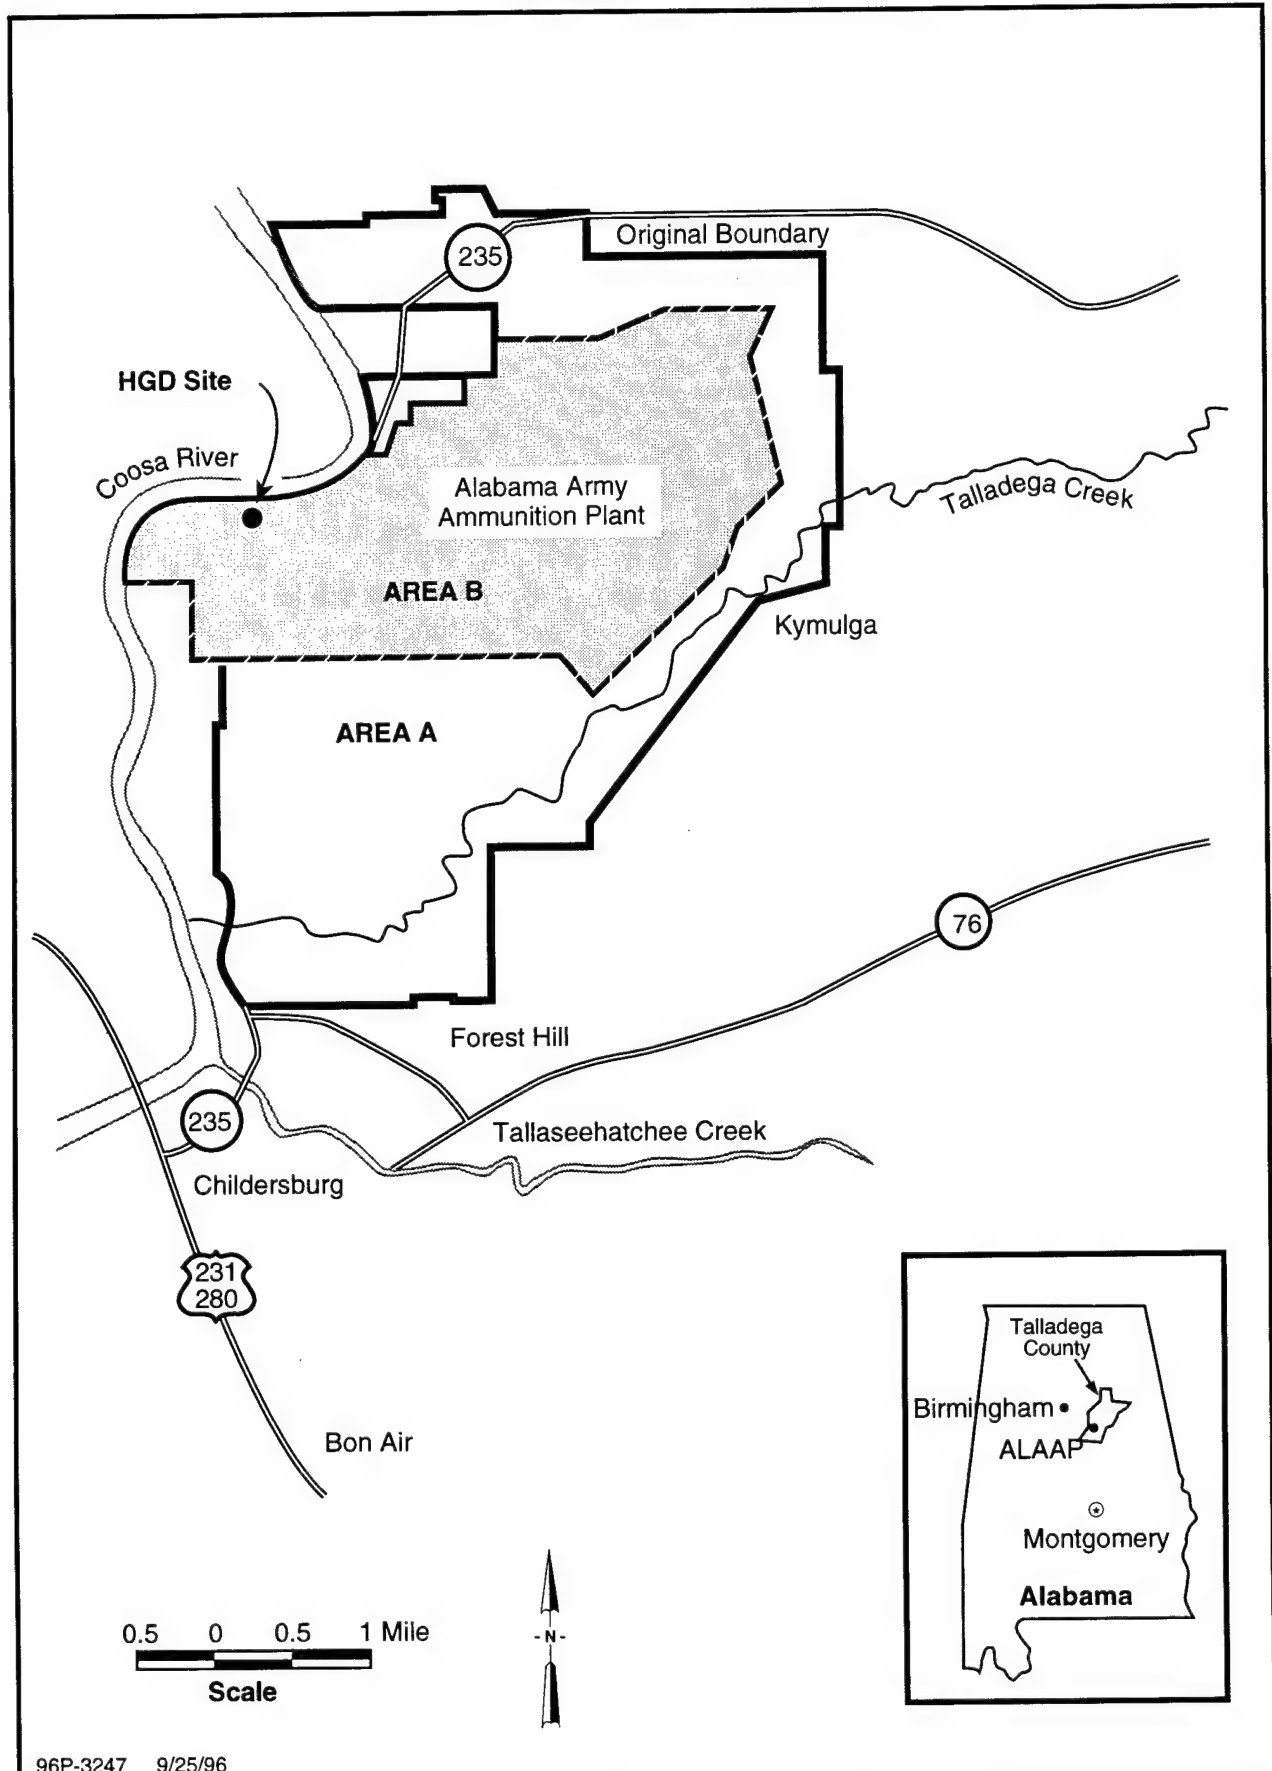 Original Boundary
235
HGD Site
Coosa River
Alabama Army
Ammunition Plant
Talladega Creek
AREA B
Kymulga
AREA A
76
Forest Hill
235
Tallaseehatchee Creek
Childersburg
231
280
Bon Air
Talladega
County
Birmingham
ALAAP
Montgomery
Alabama
0.5 0 0.5 1 Mile
Scale
-N-
96P-3247 9/25/96